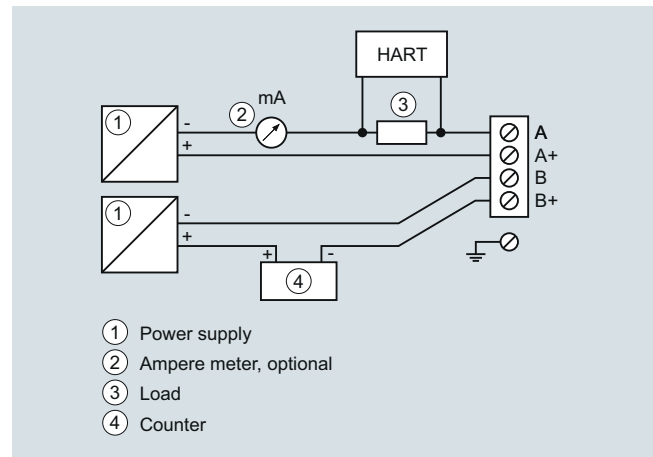 HART
mA
1
2
3
-
+
A
A+
B
B+
1
-
+
+
-
4
1 Power supply
2 Ampere meter, optional
3 Load
4 Counter